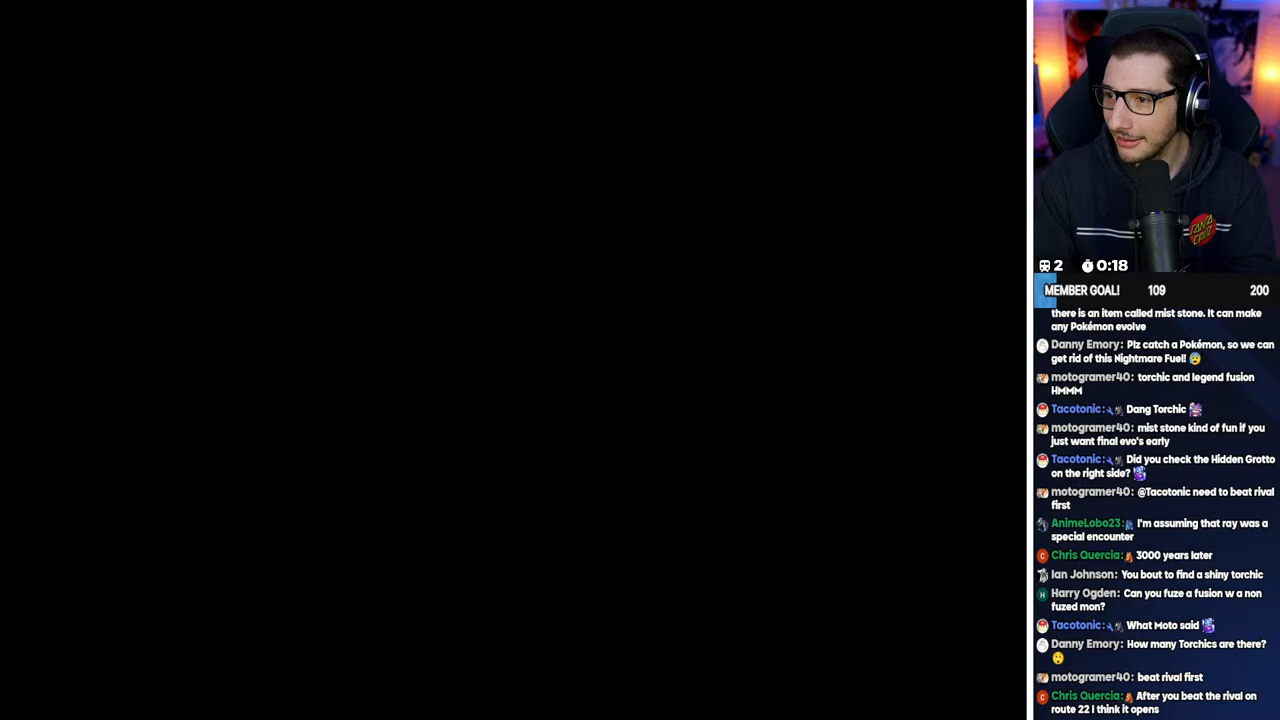 SANTA
CRUZ
2 0:18
MEMBER GOAL! 109 200
there is an item called mist stone. It can make
any Pokémon evolve
Danny Emory: Plz catch a Pokémon, so we can
get rid of this Nightmare Fuel! 😰
motogramer40: torchic and legend fusion
HMMM
Tacotonic: Dang Torchic
motogramer40: mist stone kind of fun if you
just want final evo's early
Tacotonic: Did you check the Hidden Grotto
on the right side?
motogramer40: @Tacotonic need to beat rival
first
AnimeLobo23: I'm assuming that ray was a
special encounter
C Chris Quercia: 3000 years later
Ian Johnson: You bout to find a shiny torchic
H Harry Ogden: Can you fuze a fusion w a non
fuzed mon?
Tacotonic: What Moto said
Danny Emory: How many Torchics are there?
😲
motogramer40: beat rival first
C Chris Quercia: After you beat the rival on
route 22 I think it opens